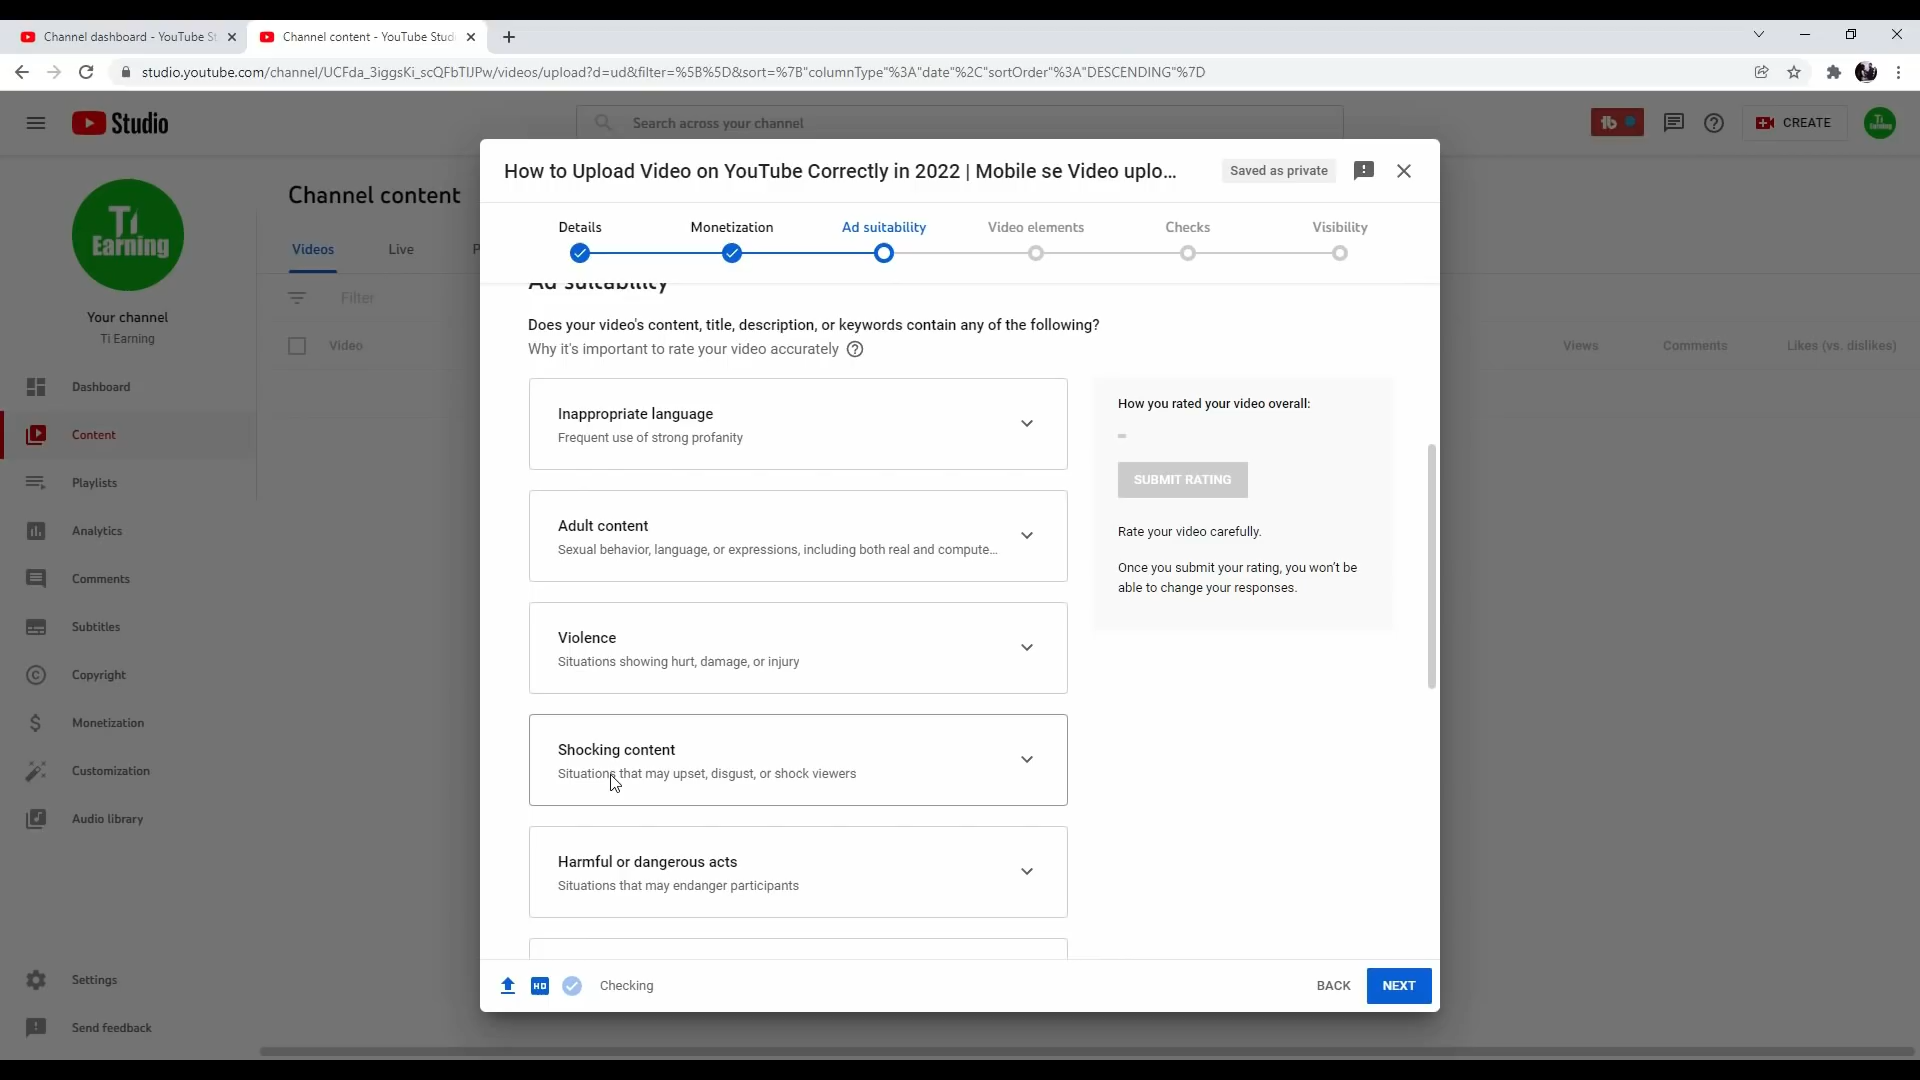 Channel dashboard - YouTube St
Channel content - YouTube Studi
studio.youtube.com/channel/UCFda_3iggsKi_scQFbTIJPw/videos/upload?d=ud&filter=%5B%5D&sort=%7B"columnType"%3A"date"%2C"sortOrder"%3A"DESCENDING"%7D
Studio
Search across your channel
CREATE
Ti
Earning
Your channel
Ti Earning
Dashboard
Content
Playlists
Analytics
Comments
Subtitles
Copyright
Monetization
Customization
Audio library
Settings
Send feedback
Channel content
Videos
Live
P
Filter
Video
Views
Comments
Likes (vs. dislikes)
How to Upload Video on YouTube Correctly in 2022 | Mobile se Video uplo...
Saved as private
Details
Monetization
Ad suitability
Video elements
Checks
Visibility
Ad suitability
Does your video's content, title, description, or keywords contain any of the following?
Why it's important to rate your video accurately
Inappropriate language
Frequent use of strong profanity
Adult content
Sexual behavior, language, or expressions, including both real and compute...
Violence
Situations showing hurt, damage, or injury
Shocking content
Situations that may upset, disgust, or shock viewers
Harmful or dangerous acts
Situations that may endanger participants
How you rated your video overall:
SUBMIT RATING
Rate your video carefully.
Once you submit your rating, you won't be
able to change your responses.
HD
Checking
BACK
NEXT